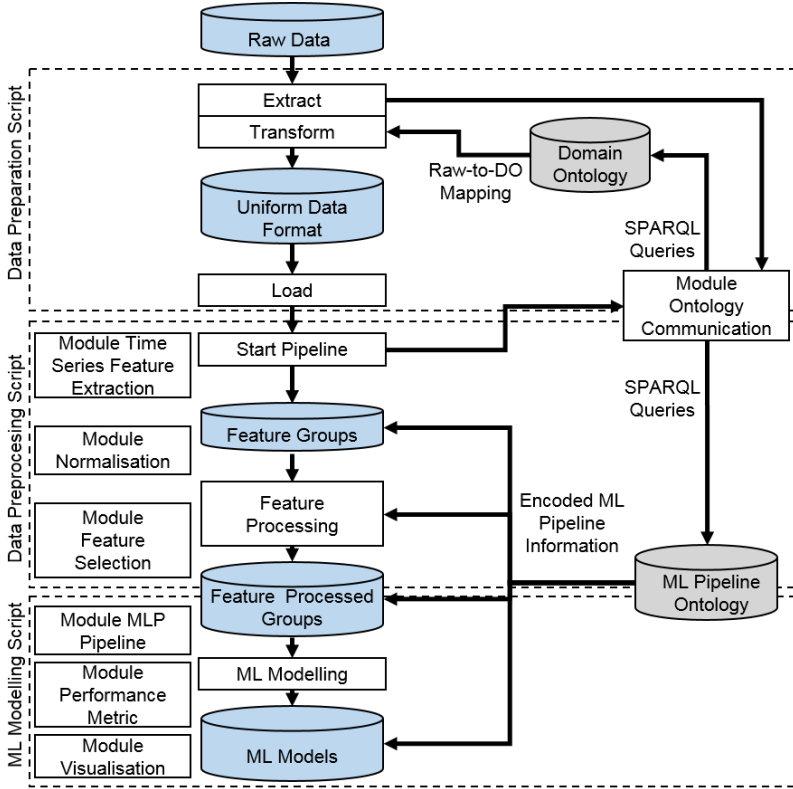 Raw Data
Data Preparation Script
Extract
Transform
Domain
Ontology
Raw-to-DO
Mapping
Uniform Data
Format
SPARQL
Queries
Load
Module
Ontology
Communication
Data Preprocesing Script
Module Time
Series Feature
Extraction
Start Pipeline
SPARQL
Queries
Feature Groups
Module
Normalisation
Feature
Processing
Encoded ML
Pipeline
Information
Module
Feature
Selection
ML Pipeline
Ontology
Feature Processed
Groups
ML Modelling Script
Module MLP
Pipeline
ML Modelling
Module
Performance
Metric
ML Models
Module
Visualisation